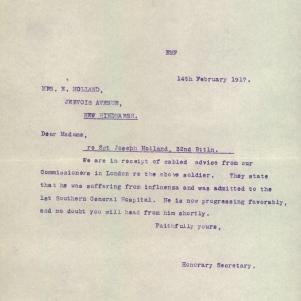 EMF
14th February 1917.
MRS. E. HOLLAND,
JERVOIS AVENUE,
NEW HINDMARSH.
Dear Madame,
re Sgt Joseph Holland, 32nd Btln.
We are in receipt of cabled advice from our
Commissioners in London re the above soldier. They state
that he was suffering from influenza and was admitted to the
1st Southern General Hospital. He is now progressing favorably,
and no doubt you will hear from him shortly.
Faithfully yours,
Honorary Secretary.